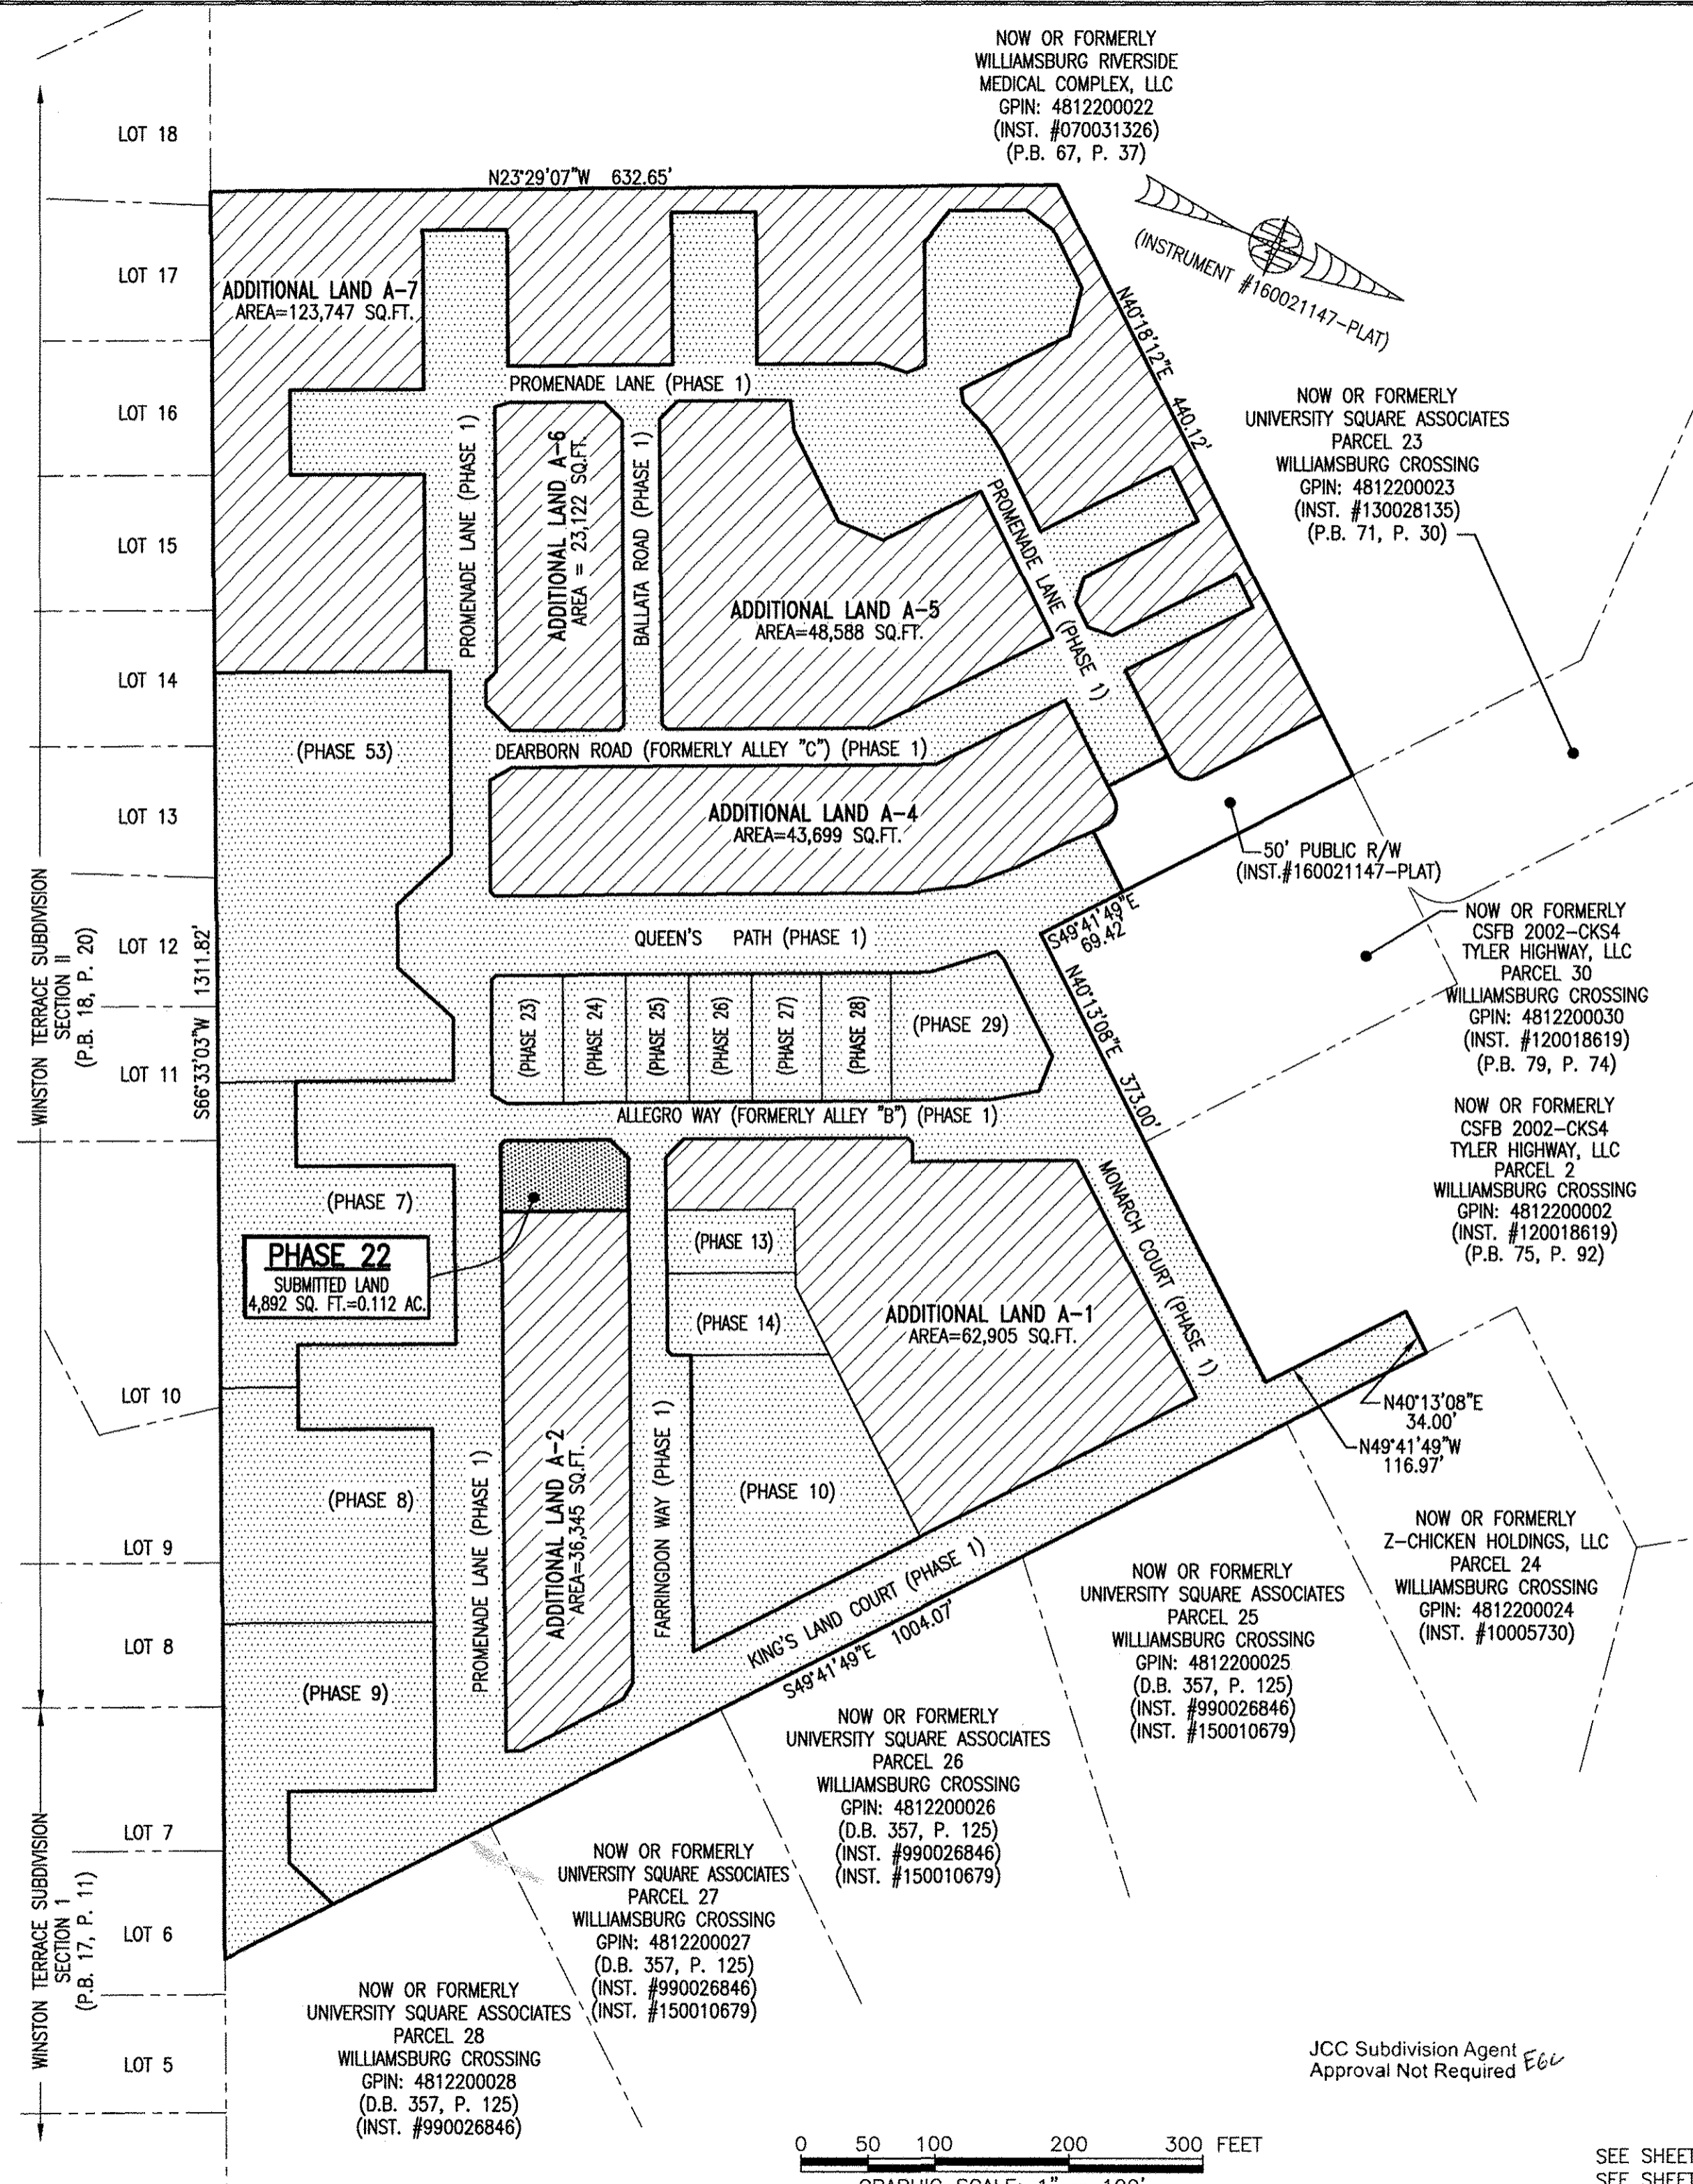 NOW OR FORMERLY
WILLIAMSBURG RIVERSIDE
MEDICAL COMPLEX, LLC
GPIN: 4812200022
(INST. #070031326)
(P.B. 67, P. 37)
LOT 18
N23°29'07"W 632.65'
(INSTRUMENT #160021147-PLAT)
LOT 17
ADDITIONAL LAND A-7
AREA=123,747 SQ.FT.
N40°18'12"E 440.12'
PROMENADE LANE (PHASE 1)
LOT 16
NOW OR FORMERLY
UNIVERSITY SQUARE ASSOCIATES
PARCEL 23
WILLIAMSBURG CROSSING
GPIN: 4812200023
(INST. #130028135)
(P.B. 71, P. 30)
PROMENADE LANE (PHASE 1)
ADDITIONAL LAND A-6
AREA = 23,122 SQ.FT.
BALLATA ROAD (PHASE 1)
PROMENADE LANE (PHASE 1)
LOT 15
ADDITIONAL LAND A-5
AREA=48,588 SQ.FT.
LOT 14
(PHASE 53)
DEARBORN ROAD (FORMERLY ALLEY "C") (PHASE 1)
LOT 13
ADDITIONAL LAND A-4
AREA=43,699 SQ.FT.
50' PUBLIC R/W
(INST.#160021147-PLAT)
WINSTON TERRACE SUBDIVISION
SECTION II
(P.B. 18, P. 20)
LOT 12
S66°33'03"W 1311.82'
QUEEN'S PATH (PHASE 1)
S49°41'49"E
69.42'
NOW OR FORMERLY
CSFB 2002-CKS4
TYLER HIGHWAY, LLC
PARCEL 30
WILLIAMSBURG CROSSING
GPIN: 4812200030
(INST. #120018619)
(P.B. 79, P. 74)
N40°13'08"E 373.00'
(PHASE 23)
(PHASE 24)
(PHASE 25)
(PHASE 26)
(PHASE 27)
(PHASE 28)
(PHASE 29)
LOT 11
ALLEGRO WAY (FORMERLY ALLEY "B") (PHASE 1)
NOW OR FORMERLY
CSFB 2002-CKS4
TYLER HIGHWAY, LLC
PARCEL 2
WILLIAMSBURG CROSSING
GPIN: 4812200002
(INST. #120018619)
(P.B. 75, P. 92)
(PHASE 7)
MONARCH COURT (PHASE 1)
(PHASE 13)
PHASE 22
SUBMITTED LAND
4,892 SQ. FT.=0.112 AC.
(PHASE 14)
ADDITIONAL LAND A-1
AREA=62,905 SQ.FT.
LOT 10
N40°13'08"E
34.00'
N49°41'49"W
116.97'
PROMENADE LANE (PHASE 1)
ADDITIONAL LAND A-2
AREA=36,345 SQ.FT.
FARRINGDON WAY (PHASE 1)
(PHASE 10)
(PHASE 8)
LOT 9
NOW OR FORMERLY
Z-CHICKEN HOLDINGS, LLC
PARCEL 24
WILLIAMSBURG CROSSING
GPIN: 4812200024
(INST. #10005730)
KING'S LAND COURT (PHASE 1)
S49°41'49"E 1004.07'
NOW OR FORMERLY
UNIVERSITY SQUARE ASSOCIATES
PARCEL 25
WILLIAMSBURG CROSSING
GPIN: 4812200025
(D.B. 357, P. 125)
(INST. #990026846)
(INST. #150010679)
LOT 8
(PHASE 9)
NOW OR FORMERLY
UNIVERSITY SQUARE ASSOCIATES
PARCEL 26
WILLIAMSBURG CROSSING
GPIN: 4812200026
(D.B. 357, P. 125)
(INST. #990026846)
(INST. #150010679)
LOT 7
NOW OR FORMERLY
UNIVERSITY SQUARE ASSOCIATES
PARCEL 27
WILLIAMSBURG CROSSING
GPIN: 4812200027
(D.B. 357, P. 125)
(INST. #990026846)
(INST. #150010679)
WINSTON TERRACE SUBDIVISION
SECTION 1
(P.B. 17, P. 11)
LOT 6
NOW OR FORMERLY
UNIVERSITY SQUARE ASSOCIATES
PARCEL 28
WILLIAMSBURG CROSSING
GPIN: 4812200028
(D.B. 357, P. 125)
(INST. #990026846)
LOT 5
JCC Subdivision Agent
Approval Not Required
0 50 100 200 300 FEET
GRAPHIC SCALE: 1" 100'
SEE SHEET
SEE SHEET